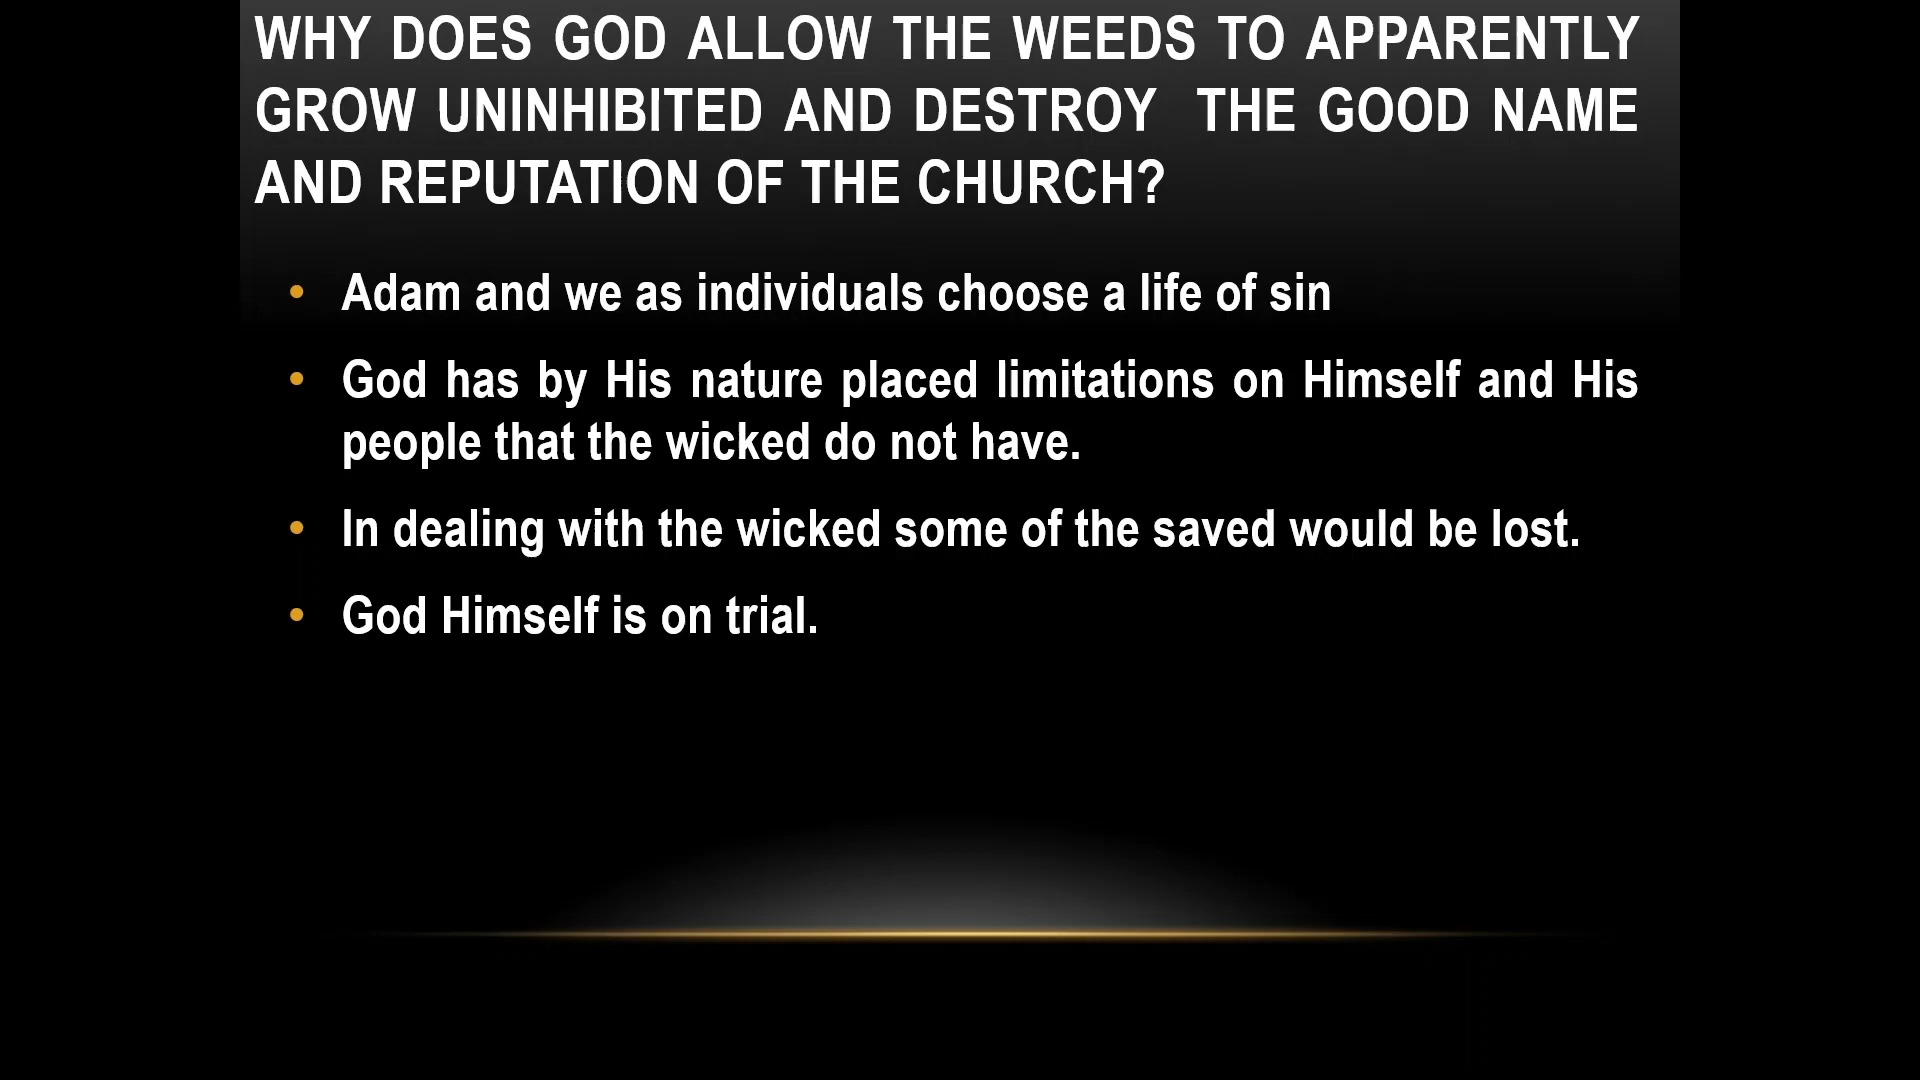 WHY DOES GOD ALLOW THE WEEDS TO APPARENTLY
GROW UNINHIBITED AND DESTROY THE GOOD NAME
AND REPUTATION OF THE CHURCH?
• Adam and we as individuals choose a life of sin
• God has by His nature placed limitations on Himself and His
people that the wicked do not have.
• In dealing with the wicked some of the saved would be lost.
• God Himself is on trial.